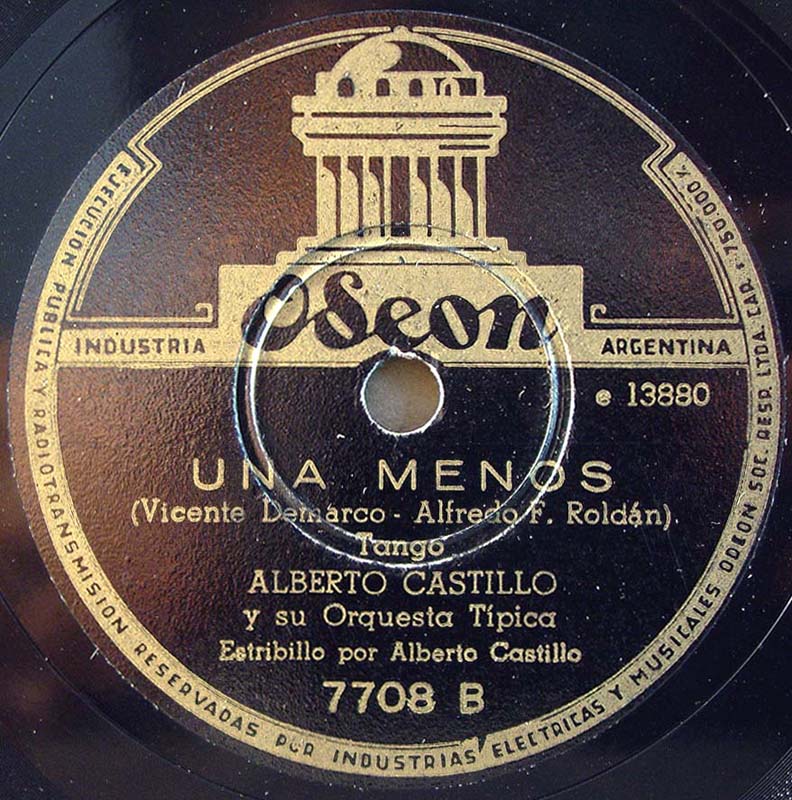 Odeon
INDUSTRIA ARGENTINA
e 13880
UNA MENOS
(Vicente Demarco - Alfredo F. Roldán)
Tango
ALBERTO CASTILLO
y su Orquesta Típica
Estribillo por Alberto Castillo
7708 B
EJECUCION PUBLICA Y RADIOTRANSMISION RESERVADAS POR INDUSTRIAS ELECTRICAS Y MUSICALES ODEON SOC. RESP. LTDA. CAP. $ 750.000 %